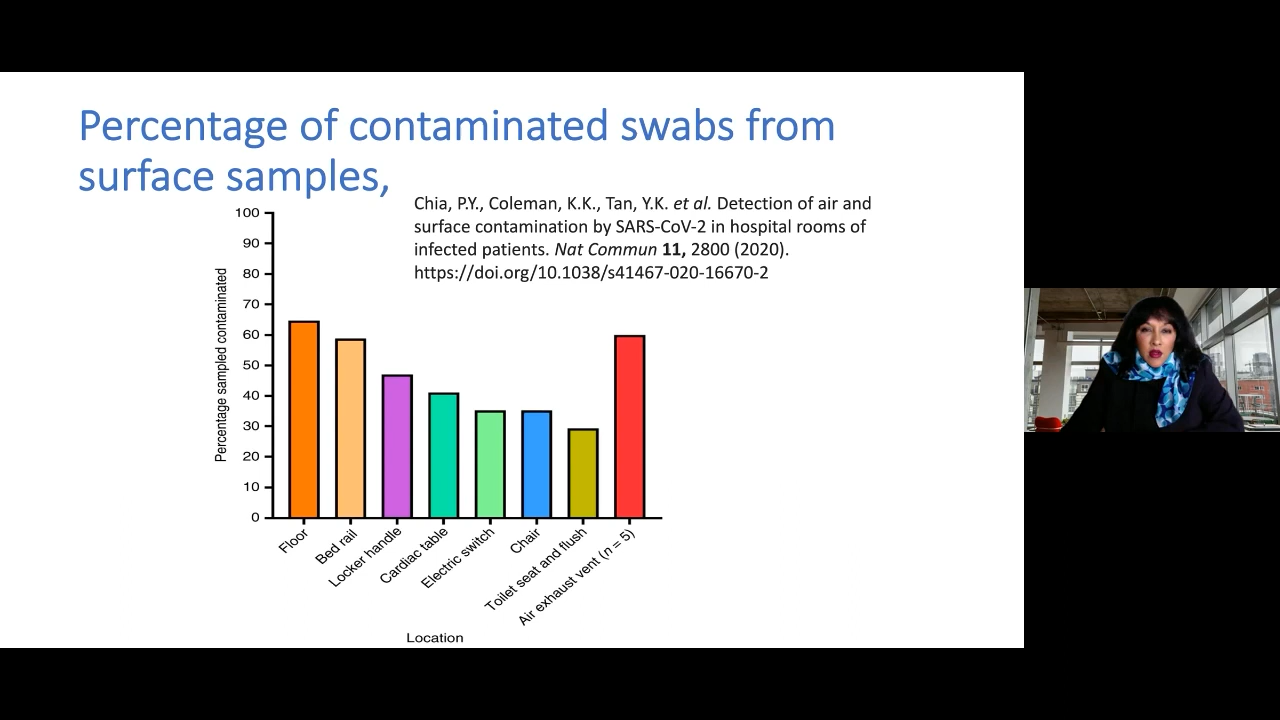 Percentage of contaminated swabs from
surface samples,
Chia, P.Y., Coleman, K.K., Tan, Y.K. et al. Detection of air and
surface contamination by SARS-CoV-2 in hospital rooms of
infected patients. Nat Commun 11, 2800 (2020).
https://doi.org/10.1038/s41467-020-16670-2
Percentage sampled contaminated
100
90
80
70
60
50
40
30
20
10
0
Floor
Bed rail
Locker handle
Cardiac table
Electric switch
Chair
Toilet seat and flush
Air exhaust vent (n = 5)
Location